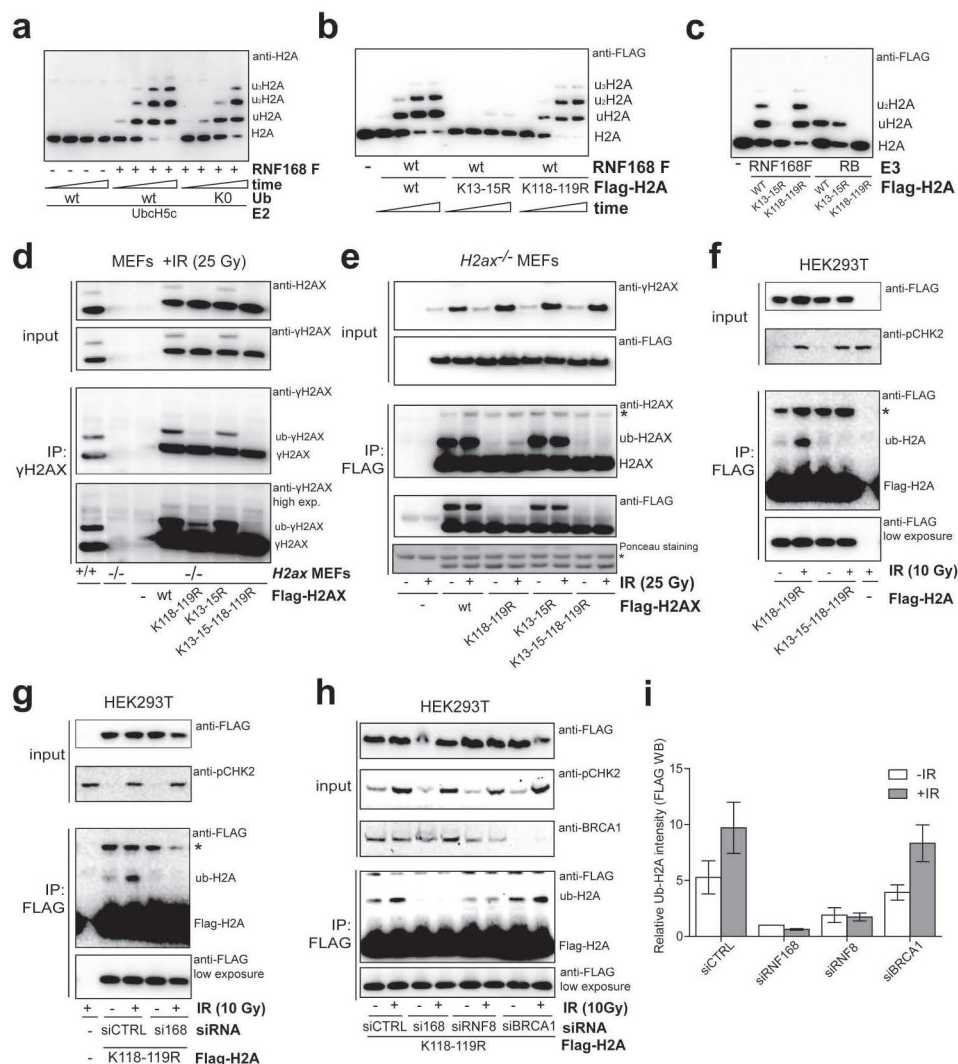 a
anti-H2A
u₃H2A
u₂H2A
uH2A
H2A
- - - - + + + + + + + + RNF168 F
time
wt wt K0 Ub
UbcH5c E2
b
anti-FLAG
u₃H2A
u₂H2A
uH2A
H2A
- wt wt wt RNF168 F
wt K13-15R K118-119R Flag-H2A
time
c
anti-FLAG
u₂H2A
uH2A
H2A
- RNF168F RB E3
WT K13-15R K118-119R WT K13-15R K118-119R Flag-H2A
d
MEFs +IR (25 Gy)
input
anti-H2AX
anti-γH2AX
IP: γH2AX
anti-γH2AX
ub-γH2AX
γH2AX
anti-γH2AX
high exp.
ub-γH2AX
γH2AX
+/+ -/- -/- H2ax MEFs
- wt K118-119R K13-15R K13-15-118-119R Flag-H2AX
e
H2ax-/- MEFs
input
anti-γH2AX
anti-FLAG
IP: FLAG
anti-H2AX
*
ub-H2AX
H2AX
anti-FLAG
Ponceau staining
*
- + - + - + - + - + IR (25 Gy)
- wt K118-119R K13-15R K13-15-118-119R Flag-H2AX
f
HEK293T
input
anti-FLAG
anti-pCHK2
IP: FLAG
anti-FLAG
*
ub-H2A
Flag-H2A
anti-FLAG
low exposure
- + - + + IR (10 Gy)
K118-119R K13-15-118-119R - Flag-H2A
g
HEK293T
input
anti-FLAG
anti-pCHK2
IP: FLAG
anti-FLAG
*
ub-H2A
Flag-H2A
anti-FLAG
low exposure
+ - + - + IR (10 Gy)
- siCTRL si168 siRNA
- K118-119R Flag-H2A
h
HEK293T
input
anti-FLAG
anti-pCHK2
anti-BRCA1
IP: FLAG
anti-FLAG
ub-H2A
Flag-H2A
anti-FLAG
low exposure
- + - + - + - + IR (10Gy)
siCTRL si168 siRNF8 siBRCA1 siRNA
K118-119R Flag-H2A
i
Relative Ub-H2A intensity (FLAG WB)
15
10
5
0
-IR
+IR
siCTRL siRNF168 siRNF8 siBRCA1